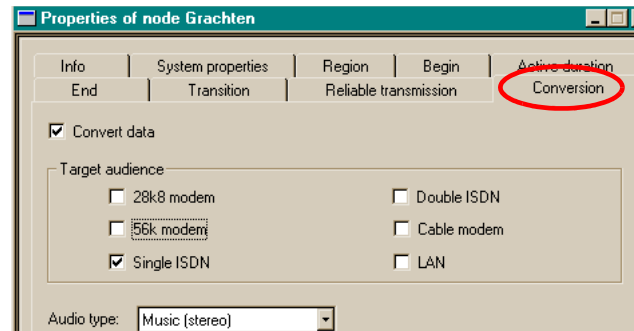 Properties of node Grachten
Info System properties Region Begin Active duration
End Transition Reliable transmission Conversion
Convert data
Target audience
28k8 modem Double ISDN
56k modem Cable modem
Single ISDN LAN
Audio type: Music (stereo)